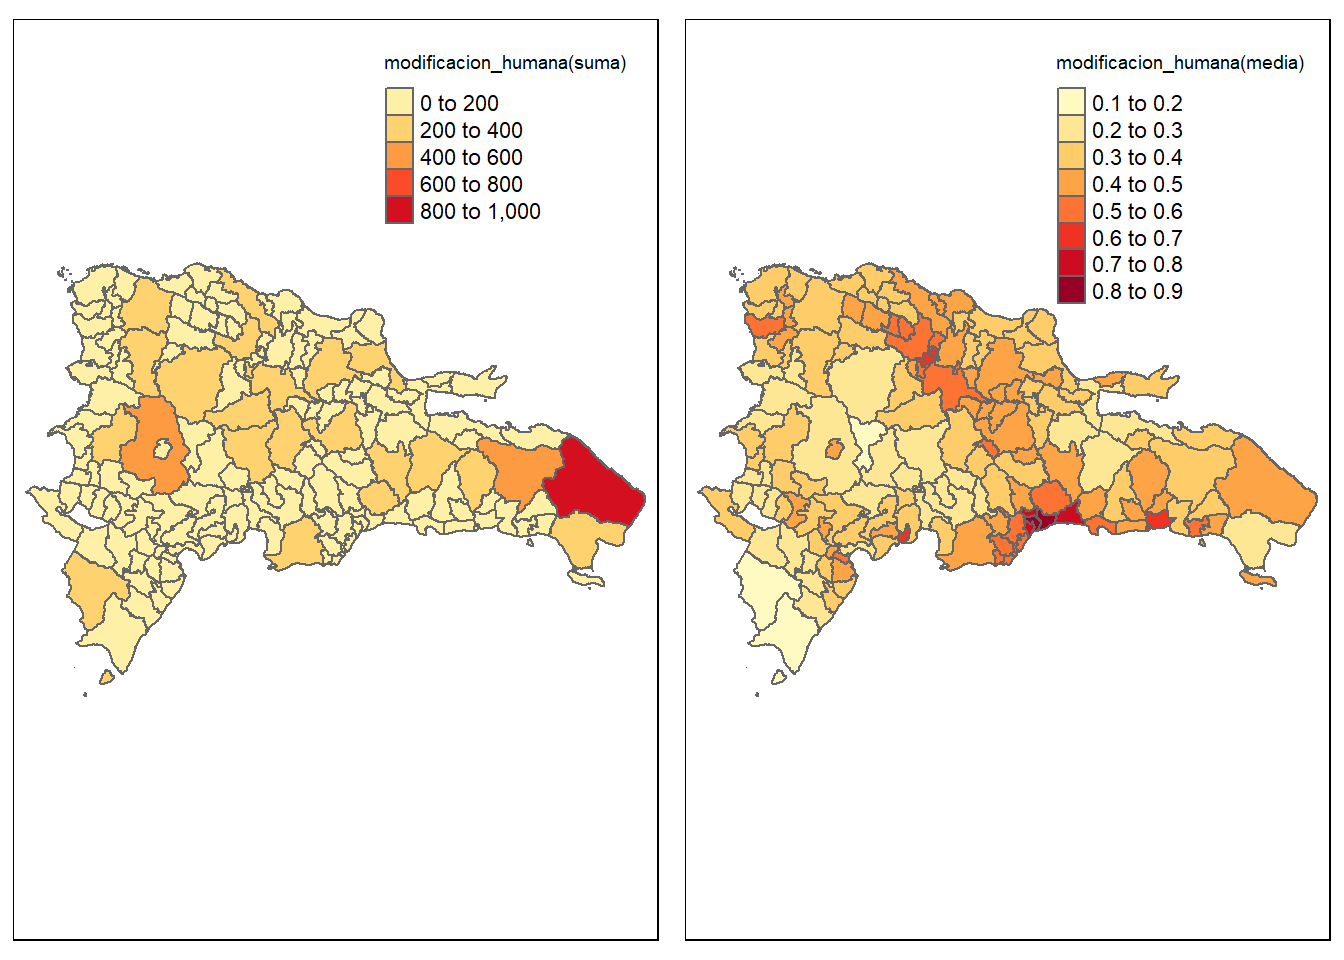 modificacion_humana(suma)
0 to 200
200 to 400
400 to 600
600 to 800
800 to 1,000
modificacion_humana(media)
0.1 to 0.2
0.2 to 0.3
0.3 to 0.4
0.4 to 0.5
0.5 to 0.6
0.6 to 0.7
0.7 to 0.8
0.8 to 0.9